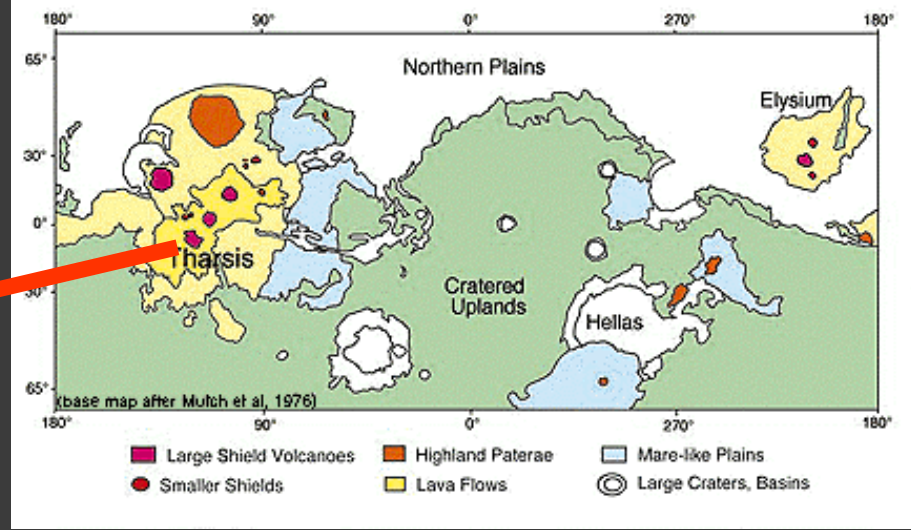 180° 90° 0° 270° 180°
65°
Northern Plains
Elysium
30°
0°
Tharsis
30°
Cratered
Uplands
Hellas
65°
(base map after Mutch et al, 1976)
180° 90° 0° 270° 180°
Large Shield Volcanoes Highland Paterae Mare-like Plains
Smaller Shields Lava Flows Large Craters, Basins